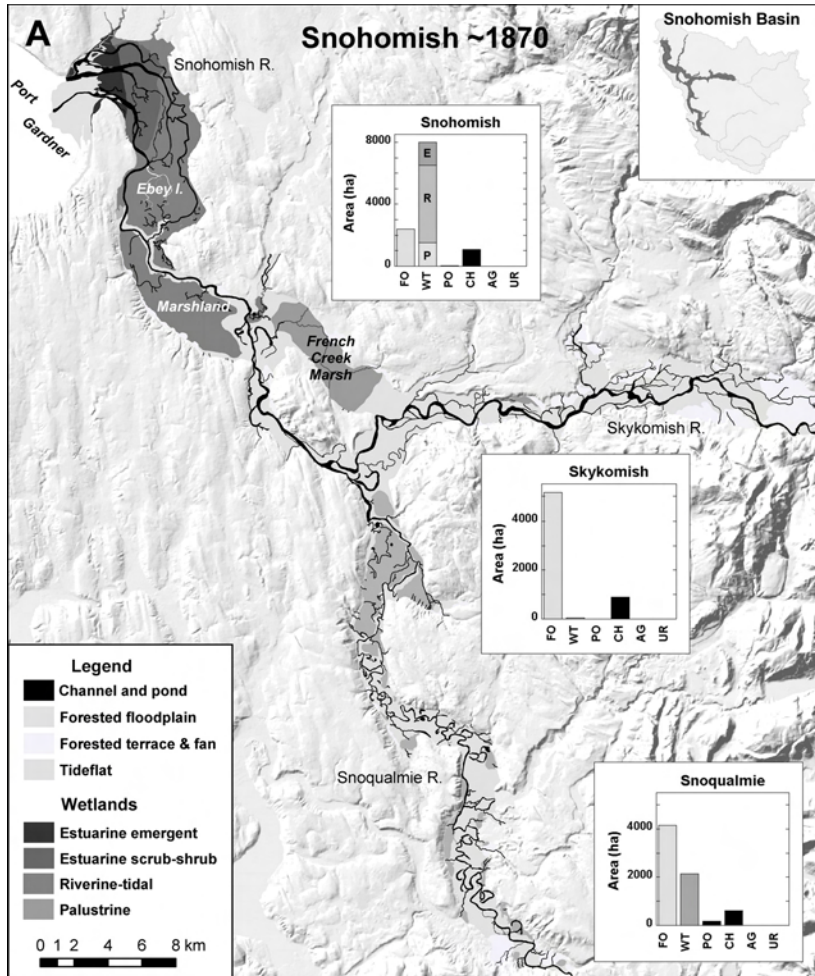 A
Snohomish ~1870
Snohomish Basin
Snohomish R.
Port
Gardner
Ebey I.
Marshland
French
Creek
Marsh
Skykomish R.
Snoqualmie R.
Snohomish
Area (ha)
8000
4000
0
E
R
P
FO WT PO CH AG UR
Skykomish
Area (ha)
4000
2000
0
FO WT PO CH AG UR
Snoqualmie
Area (ha)
4000
2000
0
FO WT PO CH AG UR
Legend
Channel and pond
Forested floodplain
Forested terrace & fan
Tideflat
Wetlands
Estuarine emergent
Estuarine scrub-shrub
Riverine-tidal
Palustrine
0 1 2 4 6 8 km